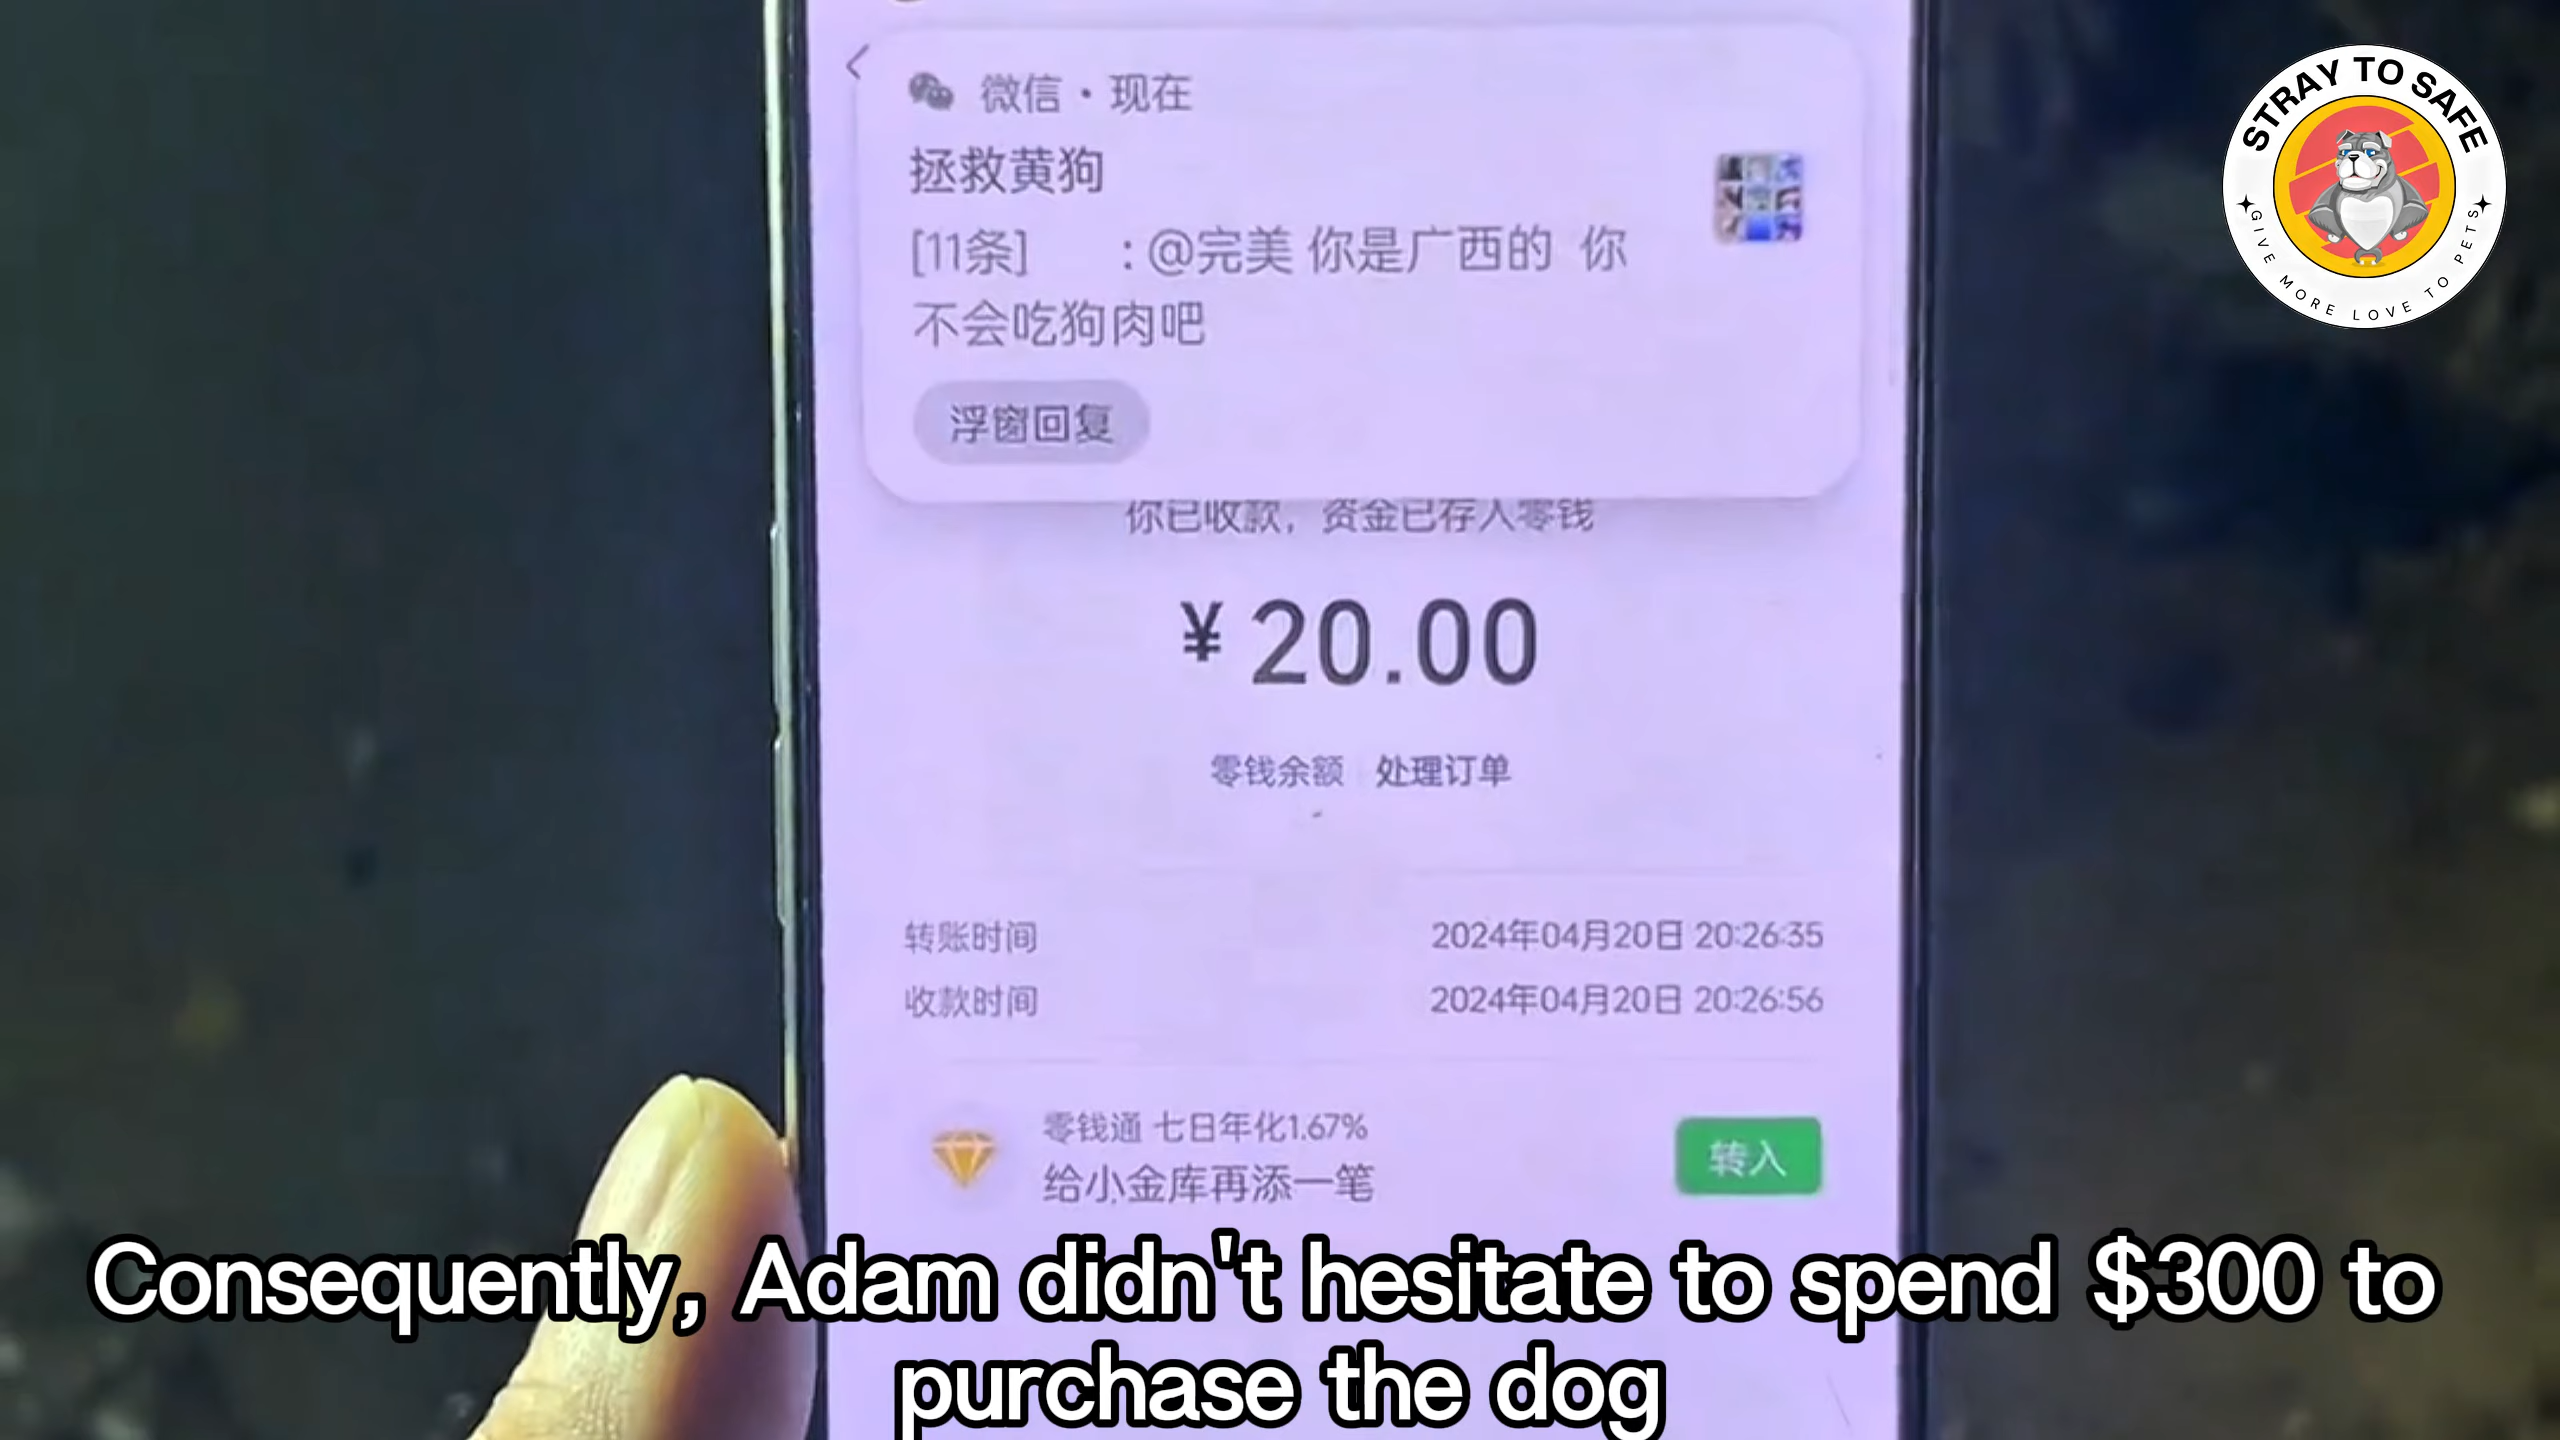 微信 · 现在
拯救黄狗
[11条] : @完美 你是广西的 你
不会吃狗肉吧
浮窗回复
你已收款，资金已存入零钱
¥20.00
零钱余额 处理订单
转账时间 2024年04月20日 20:26:35
收款时间 2024年04月20日 20:26:56
零钱通 七日年化1.67%
给小金库再添一笔
转入
STRAY TO SAFE
GIVE MORE LOVE TO PETS
Consequently, Adam didn't hesitate to spend $300 to
purchase the dog